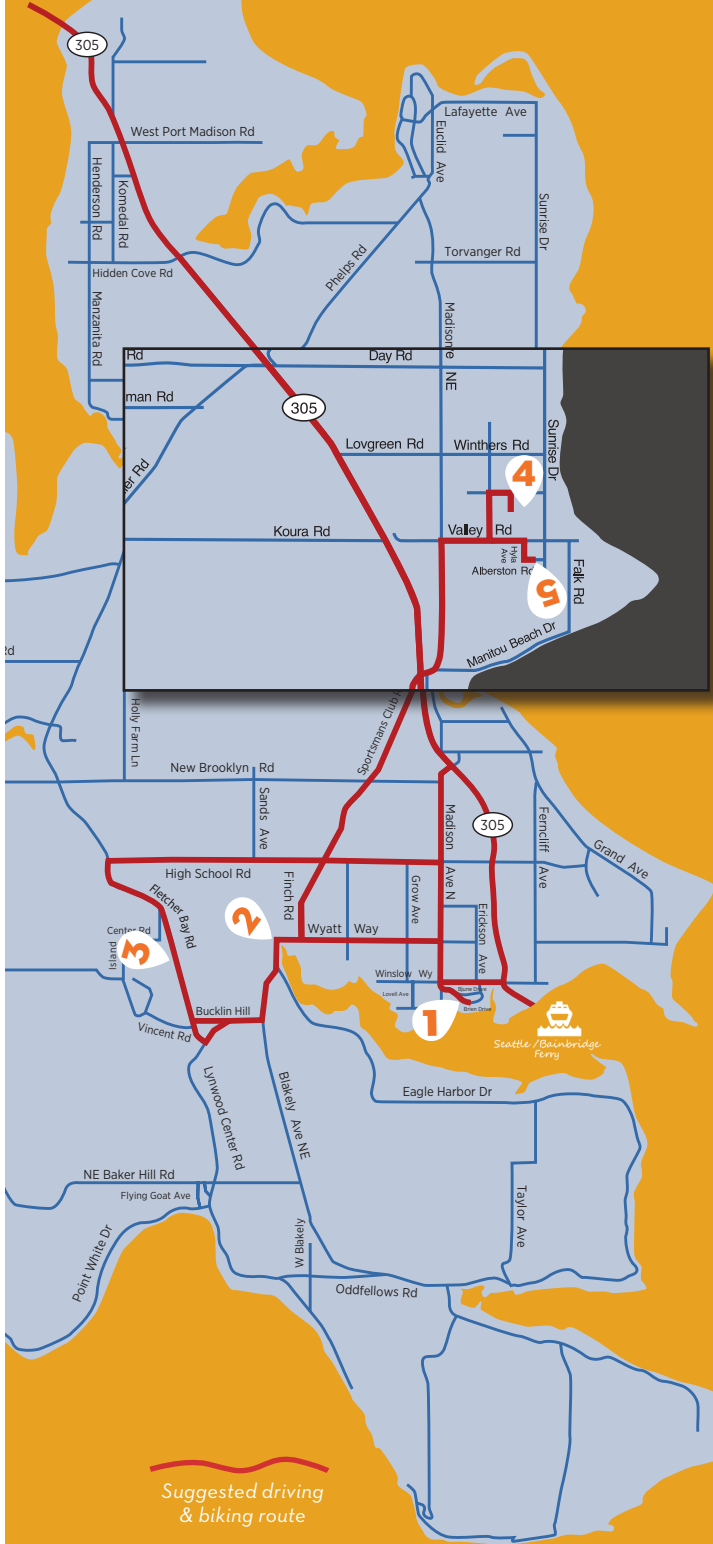 305
West Port Madison Rd
Lafayette Ave
Euclid Ave
Henderson Rd
Komedal Rd
Sunrise Dr
Phelps Rd
Torvanger Rd
Hidden Cove Rd
Manzanita Rd
Madison
NE
Rd
Day Rd
man Rd
305
Lovgreen Rd
Winthers Rd
Sunrise Dr
er Rd
4
Koura Rd
Valley Rd
Hyla
Ave
Alberston Rd
Falk Rd
5
Manitou Beach Dr
Rd
Sportsmans Club
Holly Farm Ln
New Brooklyn Rd
Sands Ave
Madison Ave N
305
Ferncliff Ave
Grand Ave
High School Rd
Finch Rd
Grow Ave
Fletcher Bay Rd
Erickson Ave
2
Wyatt Way
Center Rd
Island
3
Winslow Wy
Lovell Ave
Bjune Drive
Brien Drive
1
Bucklin Hill
Vincent Rd
Seattle /Bainbridge
Ferry
Lynwood Center Rd
Blakely Ave NE
Eagle Harbor Dr
NE Baker Hill Rd
Flying Goat Ave
Taylor Ave
Point White Dr
W Blakely
Oddfellows Rd
Suggested driving
& biking route